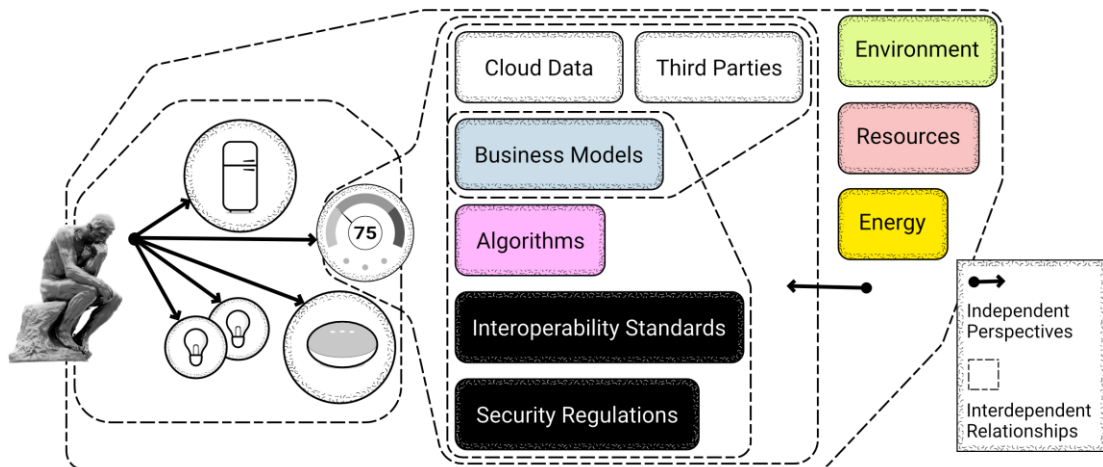 Cloud Data
Third Parties
Environment
Business Models
Resources
75
Algorithms
Energy
Interoperability Standards
Security Regulations
Independent
Perspectives
Interdependent
Relationships